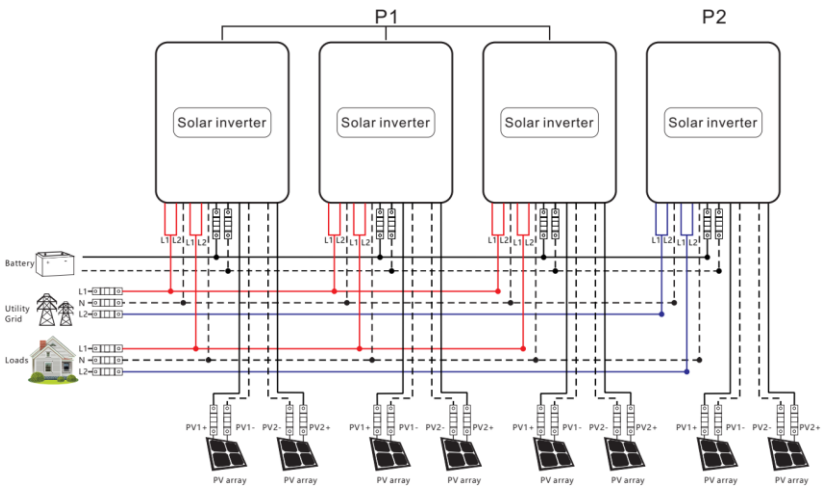 P1
P2
Solar inverter
Solar inverter
Solar inverter
Solar inverter
L1 L2 L1 L2
L1 L2 L1 L2
L1 L2 L1 L2
L1 L2 L1 L2
Battery
L1
Utility
Grid
N
L2
L1
Loads
N
L2
PV1+ PV1- PV2- PV2+
PV1+ PV1- PV2- PV2+
PV1+ PV1- PV2- PV2+
PV1+ PV1- PV2- PV2+
PV array PV array
PV array PV array
PV array PV array
PV array PV array